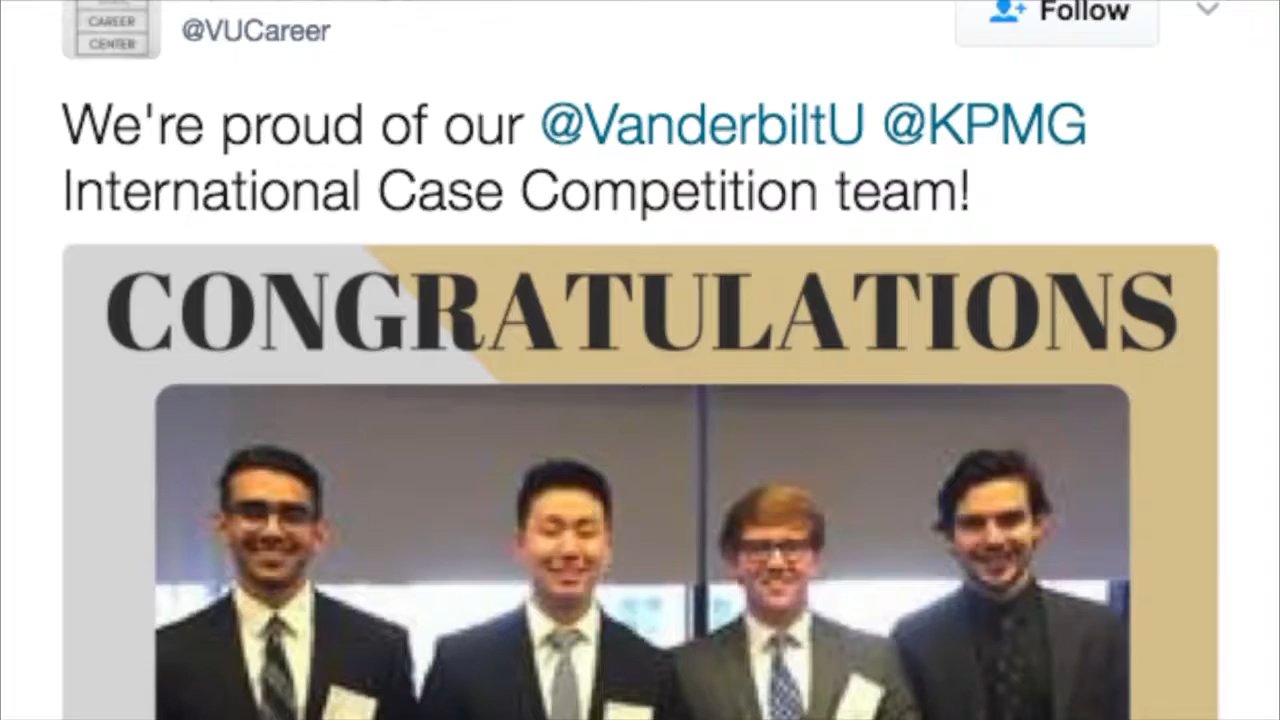 CAREER
CENTER
@VUCareer
Follow
We're proud of our @VanderbiltU @KPMG
International Case Competition team!
CONGRATULATIONS